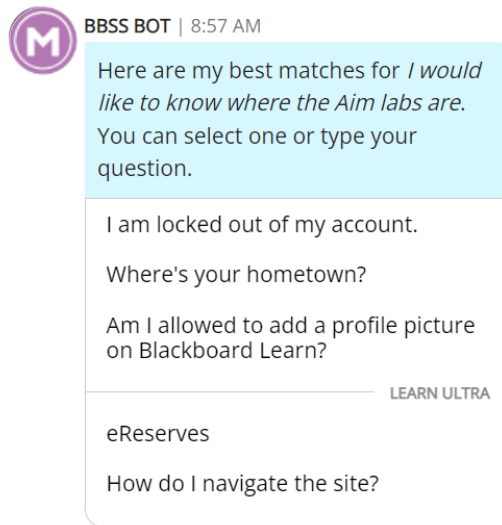 M
BBSS BOT | 8:57 AM
Here are my best matches for I would
like to know where the Aim labs are.
You can select one or type your
question.
I am locked out of my account.
Where's your hometown?
Am I allowed to add a profile picture
on Blackboard Learn?
LEARN ULTRA
eReserves
How do I navigate the site?